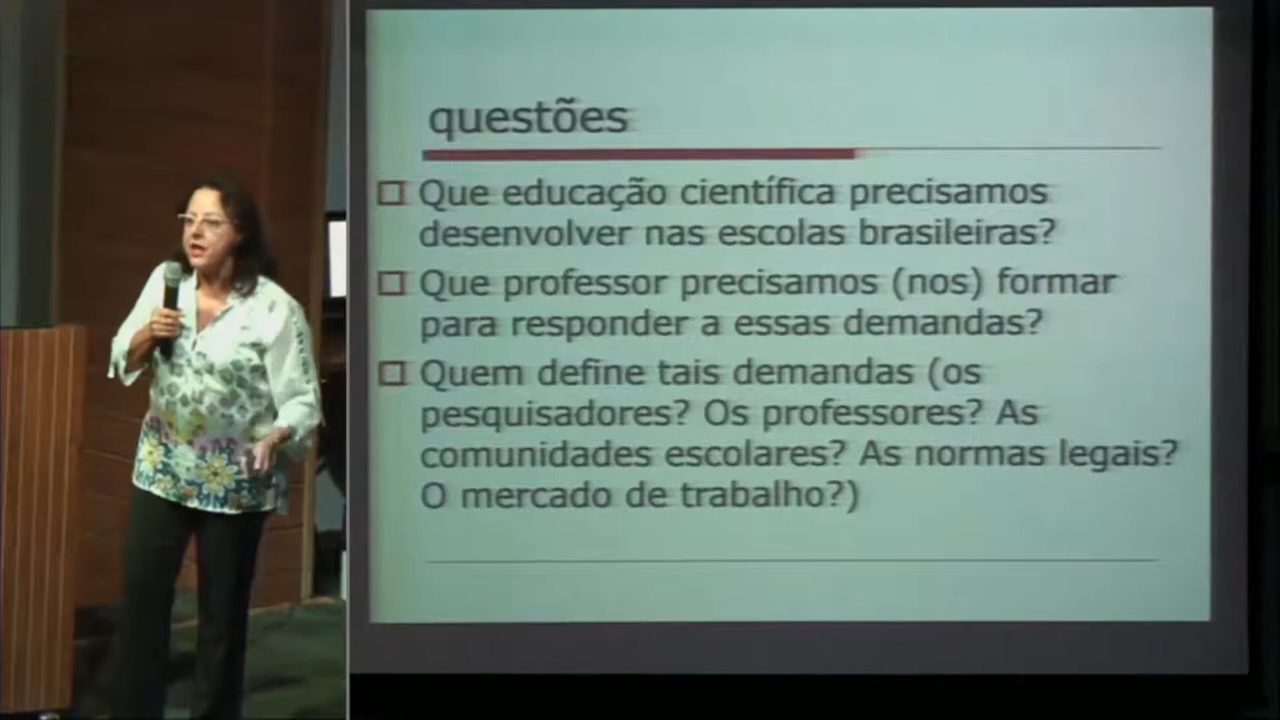 questões
Que educação científica precisamos
desenvolver nas escolas brasileiras?
Que professor precisamos (nos) formar
para responder a essas demandas?
Quem define tais demandas (os
pesquisadores? Os professores? As
comunidades escolares? As normas legais?
O mercado de trabalho?)